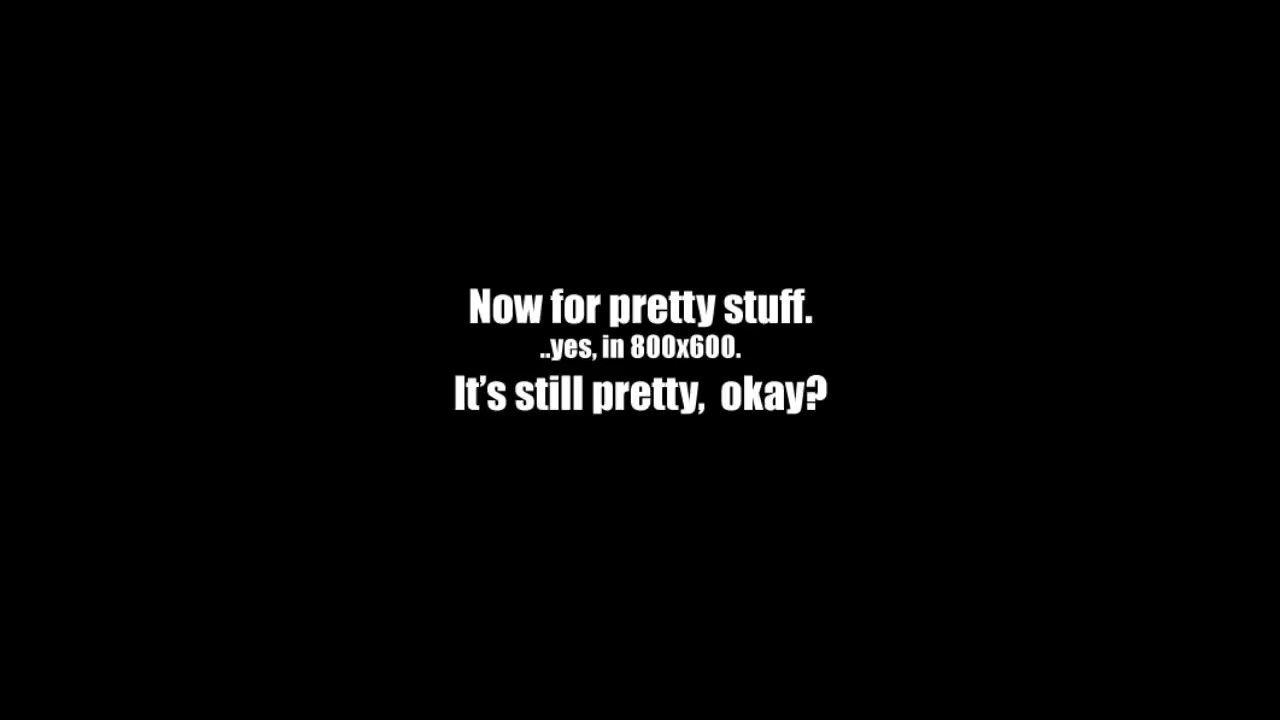 Now for pretty stuff.
..yes, in 800x600.
It’s still pretty,  okay?